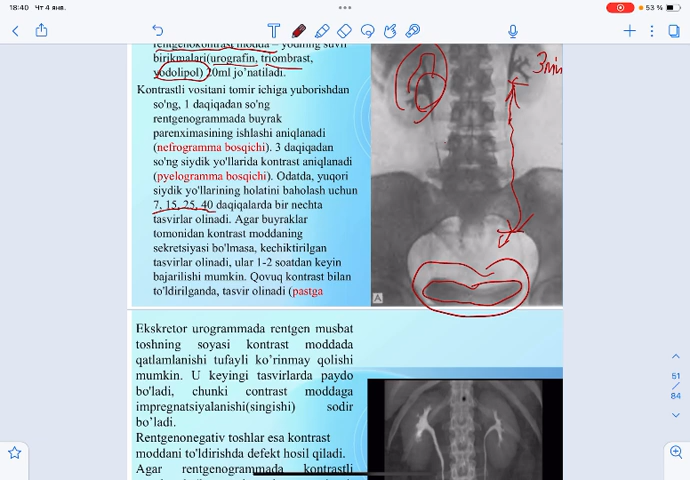 18:40 Чт 4 янв.
53 %
rentgenokontrast modda – yodning suvli
birikmalari(urografin, triombrast,
yodolipol) 20ml jo'natiladi.
Kontrastli vositani tomir ichiga yuborishdan
so'ng, 1 daqiqadan so'ng
rentgenogrammada buyrak
parenximasining ishlashi aniqlanadi
(nefrogramma bosqichi). 3 daqiqadan
so'ng siydik yo'llarida kontrast aniqlanadi
(pyelogramma bosqichi). Odatda, yuqori
siydik yo'llarining holatini baholash uchun
7, 15, 25, 40 daqiqalarda bir nechta
tasvirlar olinadi. Agar buyraklar
tomonidan kontrast moddaning
sekretsiyasi bo'lmasa, kechiktirilgan
tasvirlar olinadi, ular 1-2 soatdan keyin
bajarilishi mumkin. Qovuq kontrast bilan
to'ldirilganda, tasvir olinadi (pastga
3min
A
Ekskretor urogrammada rentgen musbat
toshning soyasi kontrast moddada
qatlamlanishi tufayli ko'rinmay qolishi
mumkin. U keyingi tasvirlarda paydo
bo'ladi, chunki contrast moddaga
impregnatsiyalanishi(singishi) sodir
bo'ladi.
Rentgenonegativ toshlar esa kontrast
moddani to'ldirishda defekt hosil qiladi.
Agar rentgenogrammada kontrastli
51
84